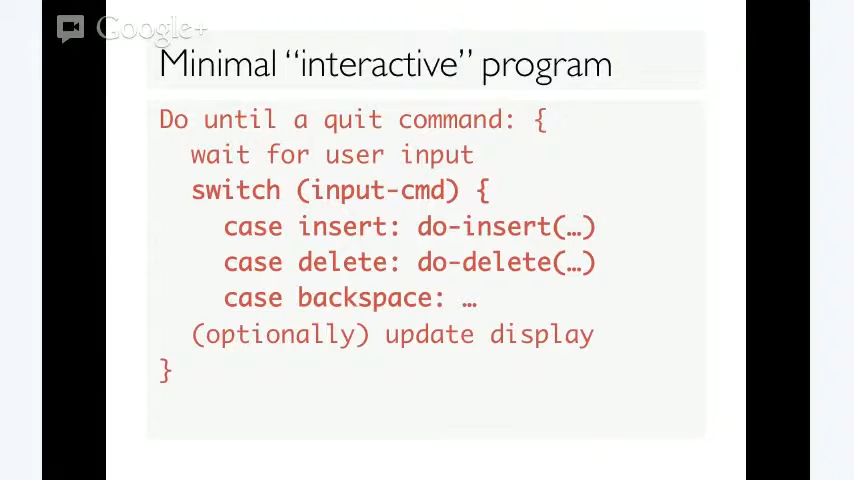 Google+
Minimal “interactive” program
Do until a quit command: {
wait for user input
switch (input-cmd) {
case insert: do-insert(…)
case delete: do-delete(…)
case backspace: …
(optionally) update display
}